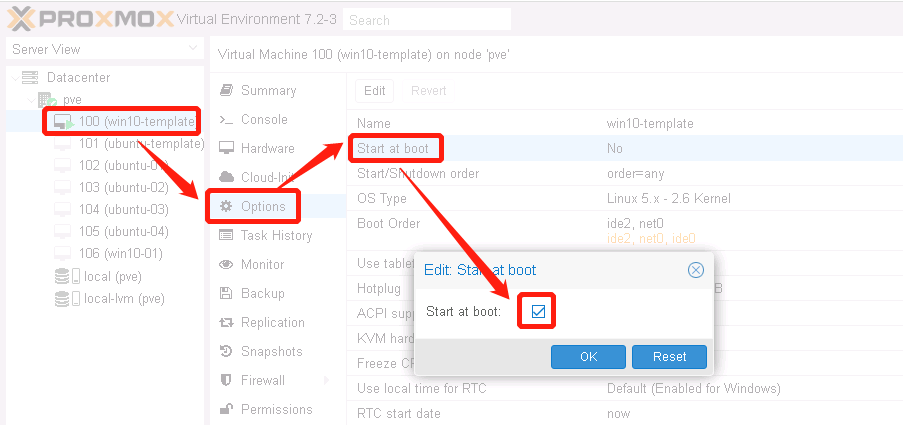 PROXMOX Virtual Environment 7.2-3 Search
Server View
Datacenter
pve
100 (win10-template
101 (ubuntu-template)
102 (ubuntu-01)
103 (ubuntu-02)
104 (ubuntu-03)
105 (ubuntu-04)
106 (win10-01)
local (pve)
local-lvm (pve)
Virtual Machine 100 (win10-template) on node 'pve'
Summary
Console
Hardware
Cloud-Init
Options
Task History
Monitor
Backup
Replication
Snapshots
Firewall
Permissions
Edit Revert
Name win10-template
Start at boot No
Start/Shutdown order order=any
OS Type Linux 5.x - 2.6 Kernel
Boot Order ide2, net0
ide2, net0, ide0
Use tablet
Hotplug B
ACPI supp
KVM hard
Freeze CP
Use local time for RTC Default (Enabled for Windows)
RTC start date now
Edit: Start at boot
Start at boot:
OK Reset